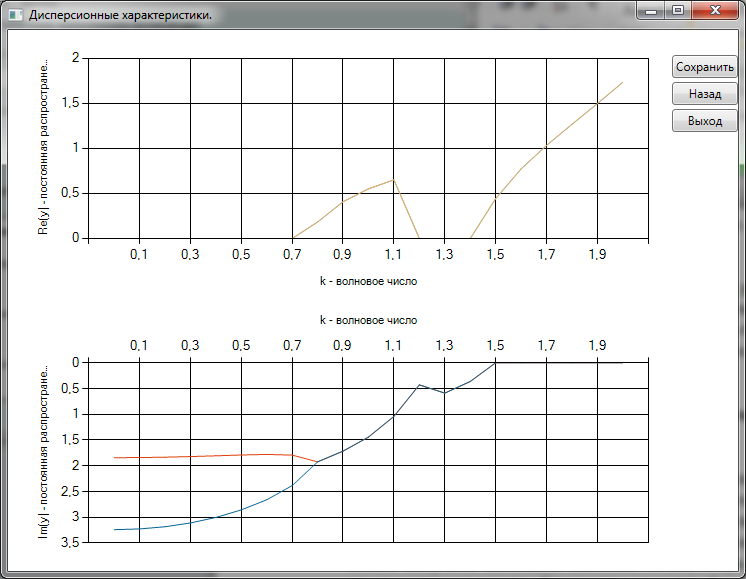 Дисперсионные характеристики.
Сохранить
Назад
Выход
Re(y| - постоянная распростране...
2
1,5
1
0,5
0
0,1 0,3 0,5 0,7 0,9 1,1 1,3 1,5 1,7 1,9
k - волновое число
k - волновое число
0,1 0,3 0,5 0,7 0,9 1,1 1,3 1,5 1,7 1,9
Im(y| - постоянная распростране...
0
0,5
1
1,5
2
2,5
3
3,5